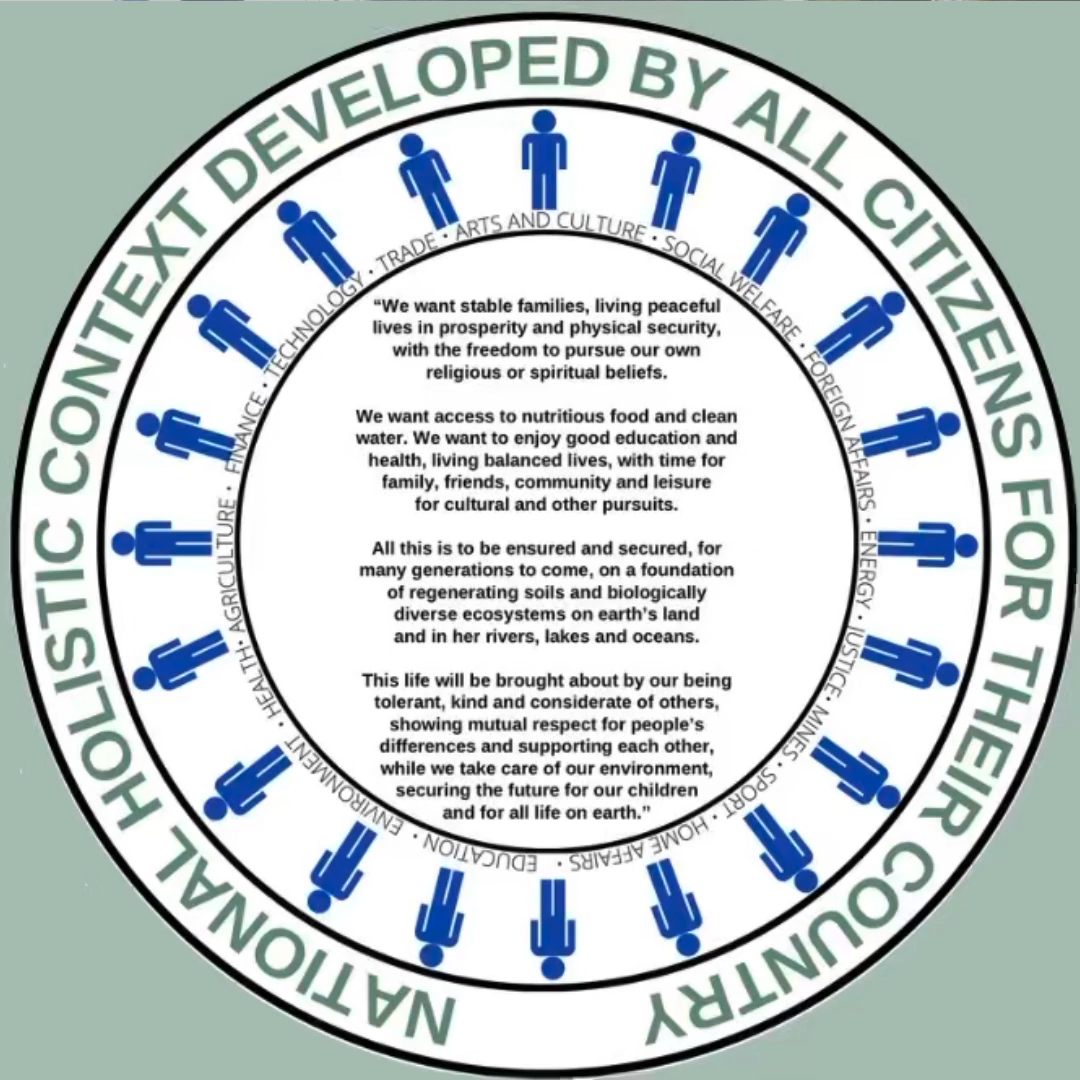 NATIONAL HOLISTIC CONTEXT DEVELOPED BY ALL CITIZENS FOR THEIR COUNTRY
EDUCATION • ENVIRONMENT • HEALTH • AGRICULTURE • FINANCE • TECHNOLOGY • TRADE • ARTS AND CULTURE • SOCIAL WELFARE • FOREIGN AFFAIRS • ENERGY • JUSTICE • MINES • SPORT • HOME AFFAIRS •
“We want stable families, living peaceful
lives in prosperity and physical security,
with the freedom to pursue our own
religious or spiritual beliefs.
We want access to nutritious food and clean
water. We want to enjoy good education and
health, living balanced lives, with time for
family, friends, community and leisure
for cultural and other pursuits.
All this is to be ensured and secured, for
many generations to come, on a foundation
of regenerating soils and biologically
diverse ecosystems on earth’s land
and in her rivers, lakes and oceans.
This life will be brought about by our being
tolerant, kind and considerate of others,
showing mutual respect for people’s
differences and supporting each other,
while we take care of our environment,
securing the future for our children
and for all life on earth.”